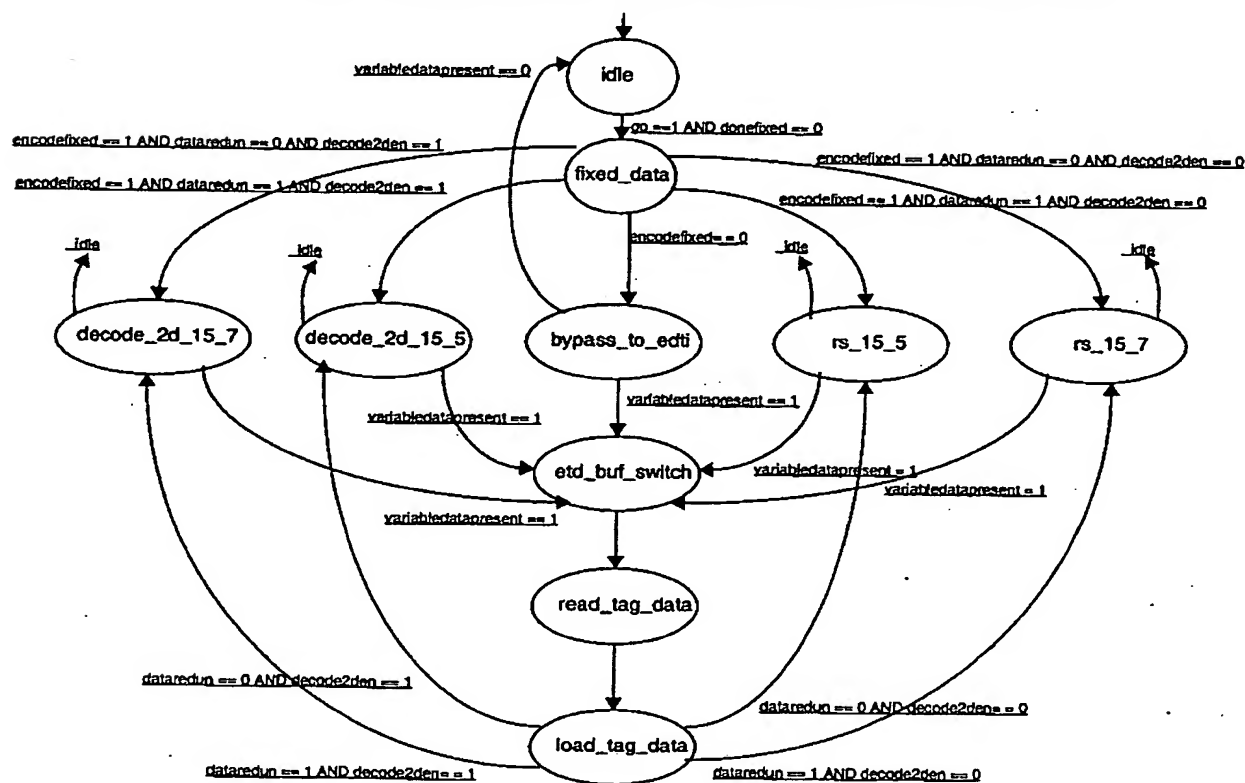 variabledatapresent == 0
idle
go ==1 AND donefixed == 0
encodefixed == 1 AND dataredun == 0 AND decode2den == 1
encodefixed == 1 AND dataredun == 0 AND decode2den == 0
fixed_data
encodefixed == 1 AND dataredun == 1 AND decode2den == 1
encodefixed == 1 AND dataredun == 1 AND decode2den == 0
encodefixed== 0
idle
idle
idle
idle
decode_2d_15_7
decode_2d_15_5
bypass_to_edti
rs_15_5
rs_15_7
variabledatapresent == 1
variabledatapresent == 1
etd_buf_switch
variabledatapresent = 1
variabledatapresent = 1
variabledatapresent == 1
read_tag_data
dataredun == 0 AND decode2den == 1
dataredun == 0 AND decode2den== 0
load_tag_data
dataredun == 1 AND decode2den== 1
dataredun == 1 AND decode2den == 0